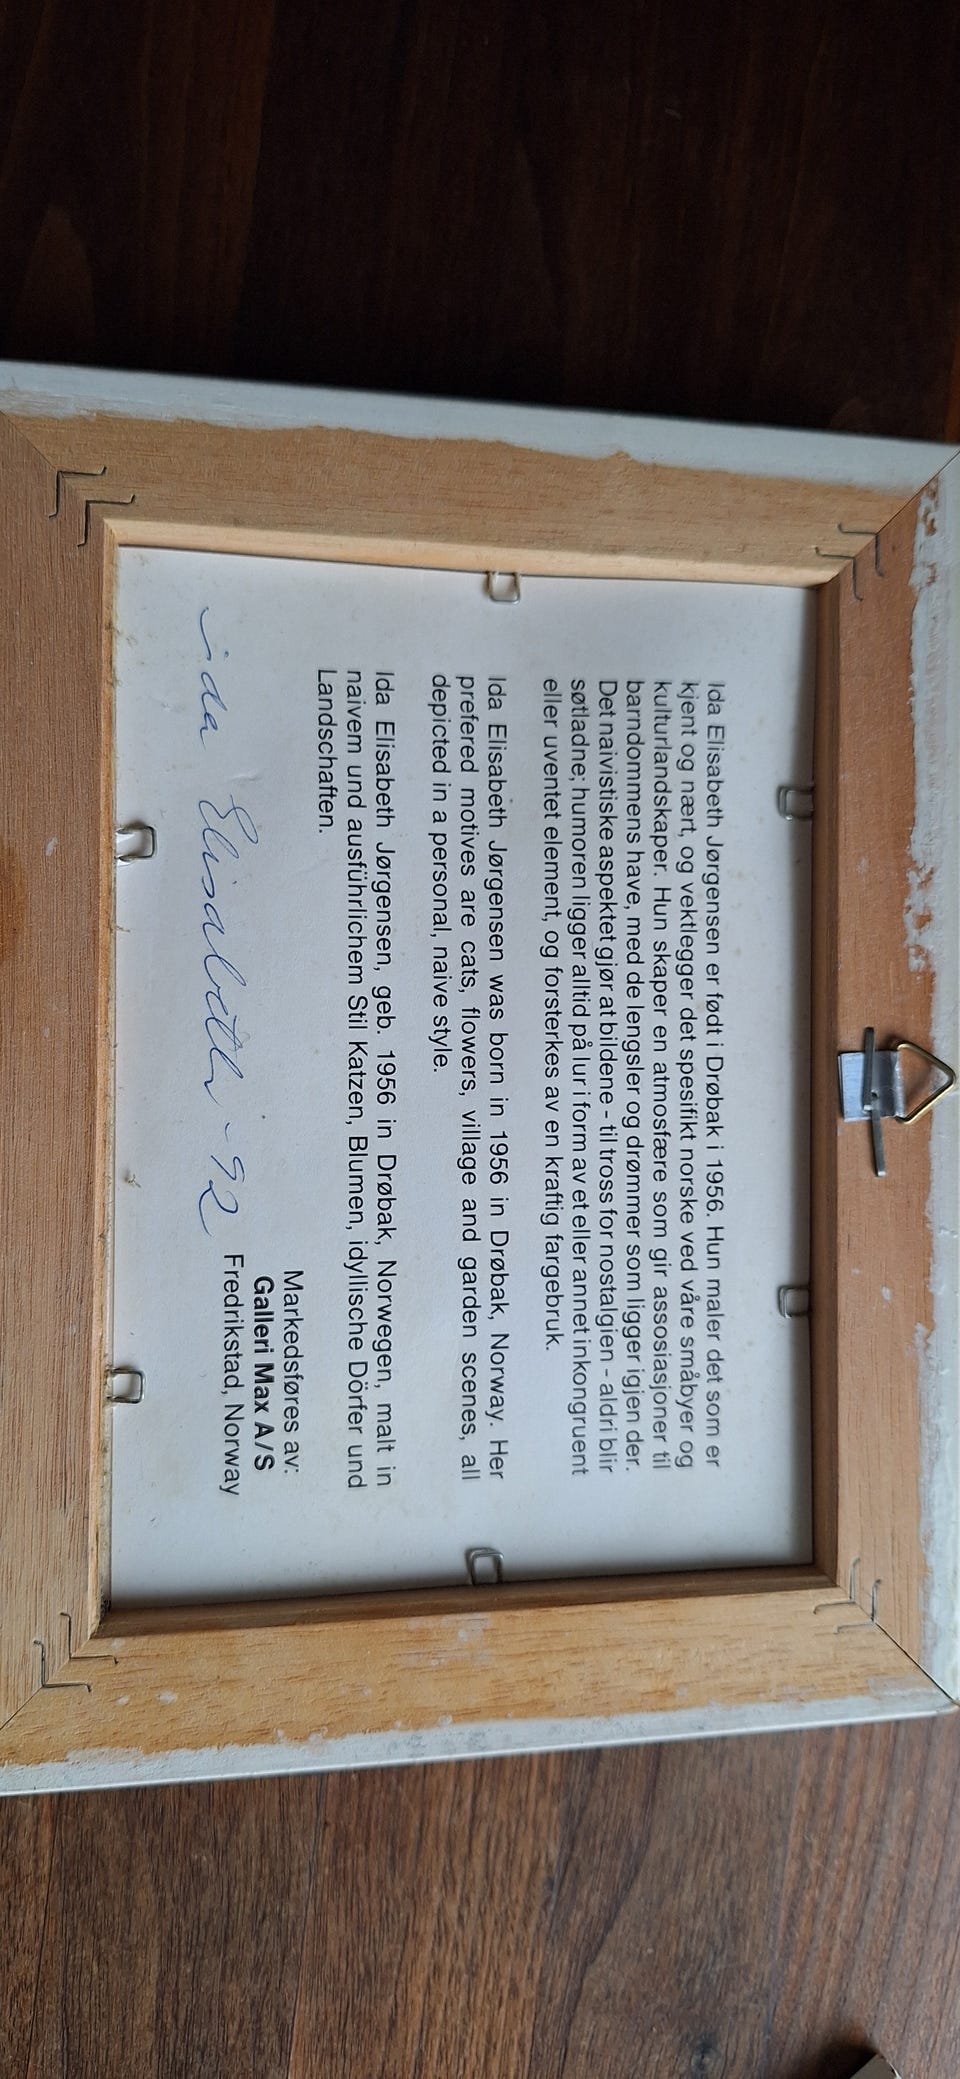 Ida Elisabeth Jørgensen er født i Drøbak i 1956. Hun maler det som er
kjent og nært, og vektlegger det spesifikt norske ved våre småbyer og
kulturlandskaper. Hun skaper en atmosfære som gir assosiasjoner til
barndommens have, med de lengsler og drømmer som ligger igjen der.
Det naivistiske aspektet gjør at bildene - til tross for nostalgien - aldri blir
søtladne; humoren ligger alltid på lur i form av et eller annet inkongruent
eller uventet element, og forsterkes av en kraftig fargebruk.
Ida Elisabeth Jørgensen was born in 1956 in Drøbak, Norway. Her
prefered motives are cats, flowers, village and garden scenes, all
depicted in a personal, naive style.
Ida Elisabeth Jørgensen, geb. 1956 in Drøbak, Norwegen, malt in
naivem und ausführlichem Stil Katzen, Blumen, idyllische Dörfer und
Landschaften.
Markedsføres av:
Galleri Max A/S
Fredrikstad, Norway
ida Elisabeth - 92